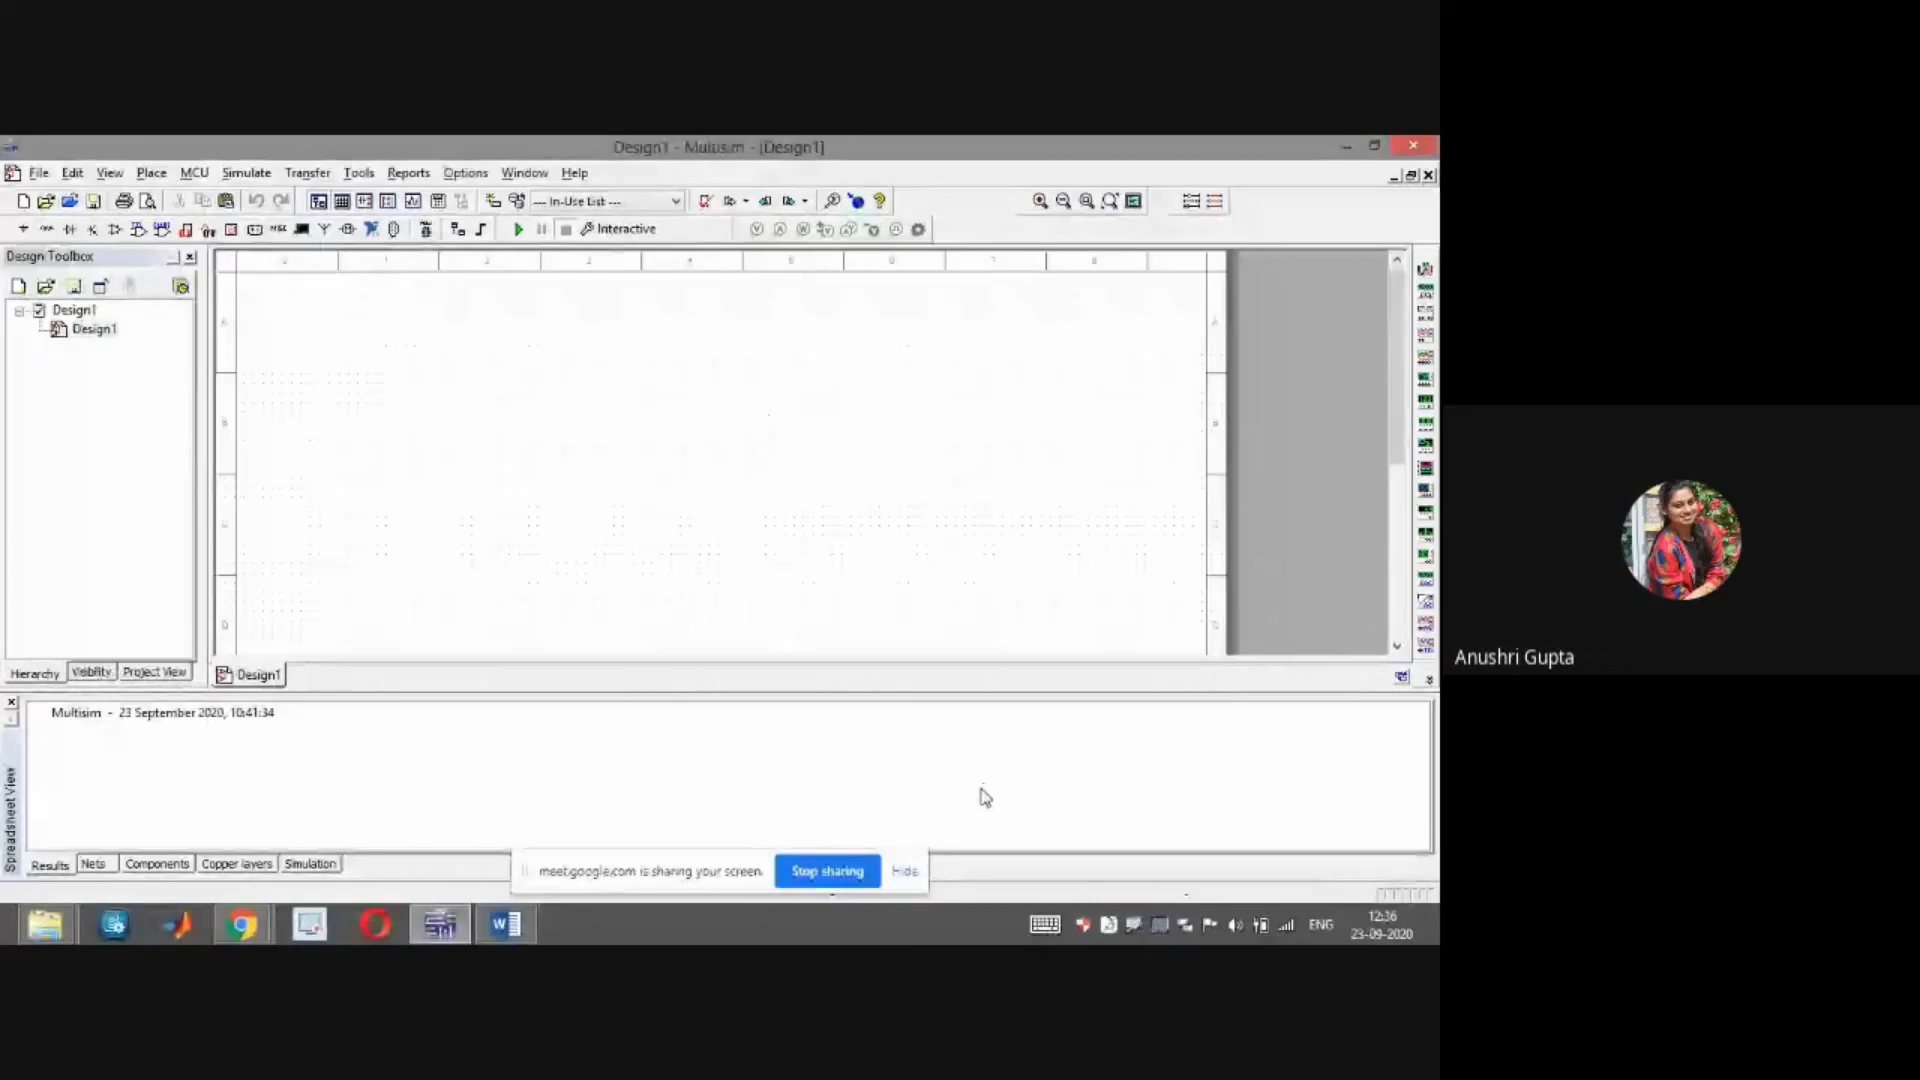 Design1 - Multisim - [Design1]
File Edit View Place MCU Simulate Transfer Tools Reports Options Window Help
--- In-Use List ---
Interactive
Design Toolbox
Design1
Design1
Hierarchy Visibility Project View
Design1
Multisim - 23 September 2020, 10:41:34
Spreadsheet View
Results Nets Components Copper layers Simulation
meet.google.com is sharing your screen. Stop sharing Hide
ENG
12:36
23-09-2020
Anushri Gupta